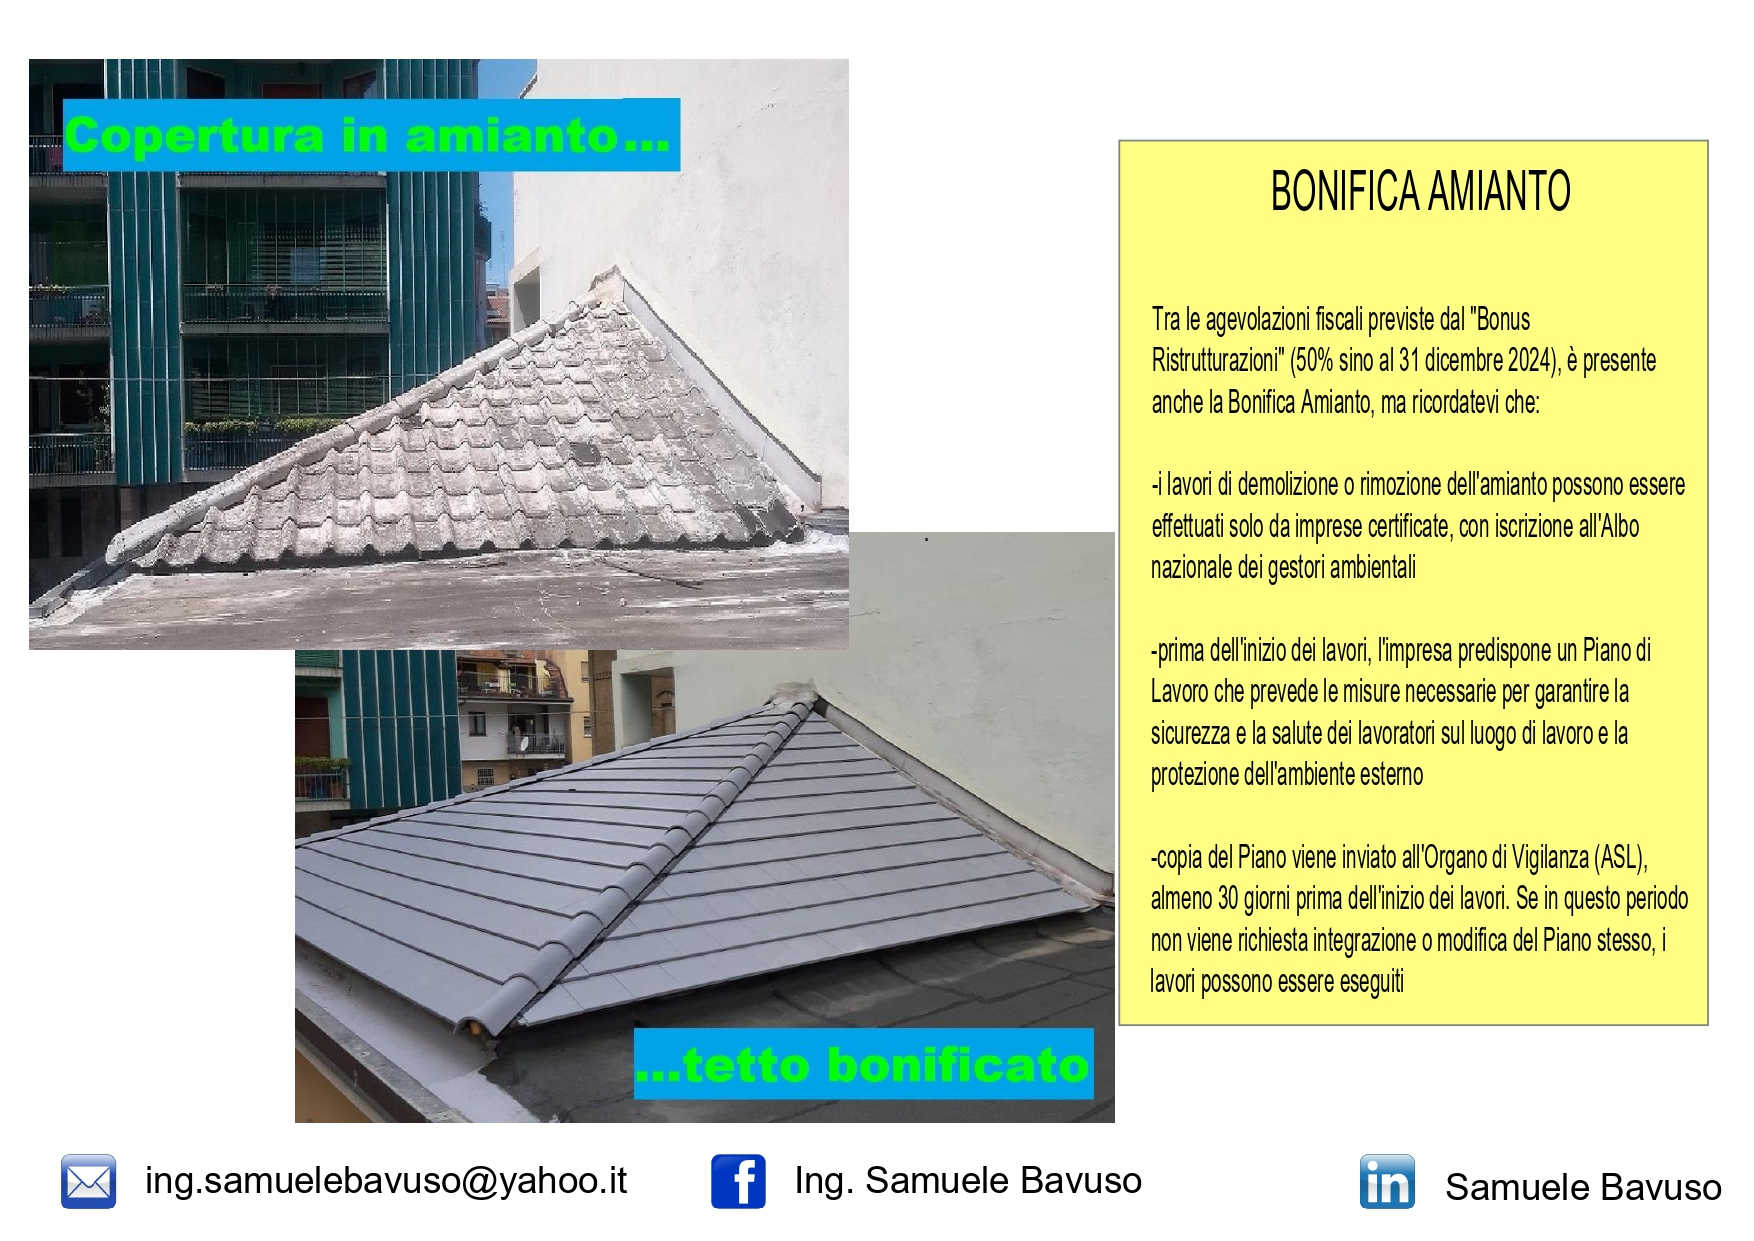 Copertura in amianto...
...tetto bonificato
BONIFICA AMIANTO
Tra le agevolazioni fiscali previste dal "Bonus
Ristrutturazioni" (50% sino al 31 dicembre 2024), è presente
anche la Bonifica Amianto, ma ricordatevi che:
-i lavori di demolizione o rimozione dell'amianto possono essere
effettuati solo da imprese certificate, con iscrizione all'Albo
nazionale dei gestori ambientali
-prima dell'inizio dei lavori, l'impresa predispone un Piano di
Lavoro che prevede le misure necessarie per garantire la
sicurezza e la salute dei lavoratori sul luogo di lavoro e la
protezione dell'ambiente esterno
-copia del Piano viene inviato all'Organo di Vigilanza (ASL),
almeno 30 giorni prima dell'inizio dei lavori. Se in questo periodo
non viene richiesta integrazione o modifica del Piano stesso, i
lavori possono essere eseguiti
ing.samuelebavuso@yahoo.it
Ing. Samuele Bavuso
Samuele Bavuso